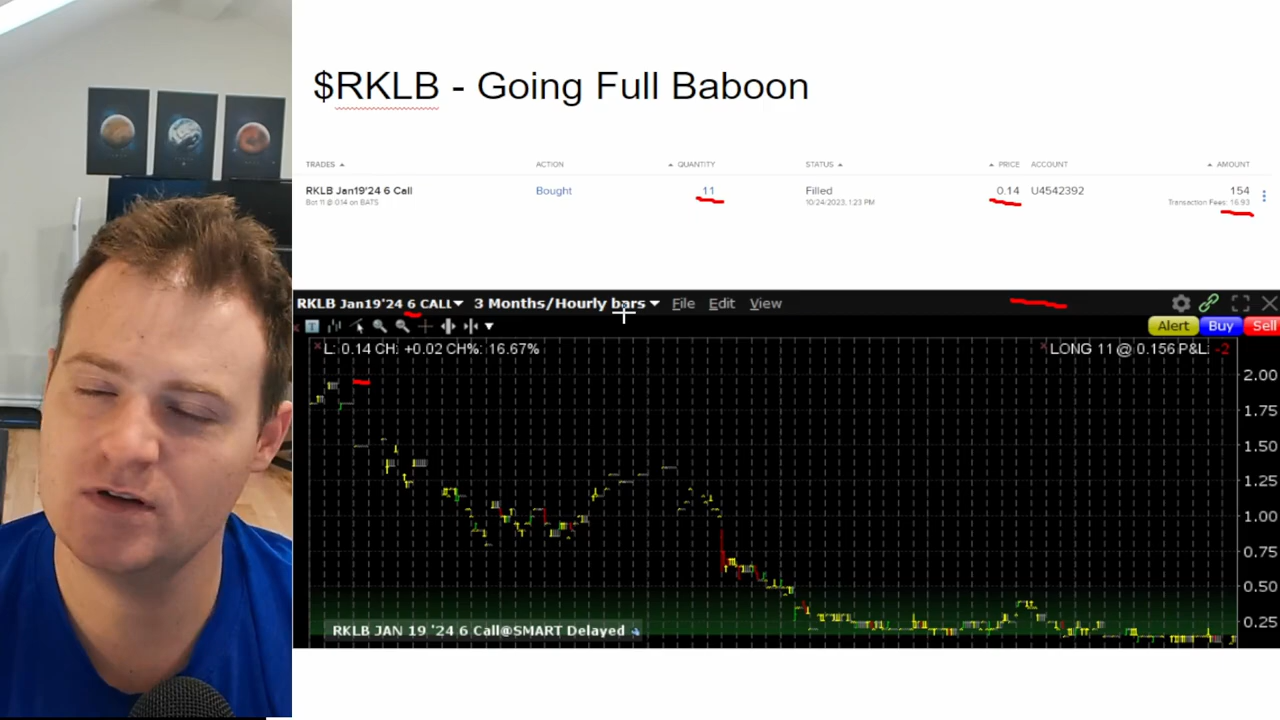 $RKLB - Going Full Baboon
TRADES ACTION QUANTITY STATUS PRICE ACCOUNT AMOUNT
RKLB Jan19'24 6 Call Bought 11 Filled 0.14 U4542392 154
Bot 11 @ 0.14 on BATS 10/24/2023, 1:23 PM Transaction Fees: 16.93
RKLB Jan19'24 6 CALL 3 Months/Hourly bars File Edit View
Alert Buy Sell
L: 0.14 CH: +0.02 CH%: 16.67% LONG 11 @ 0.156 P&L: -2
2.00
1.75
1.50
1.25
1.00
0.75
0.50
0.25
RKLB JAN 19 '24 6 Call@SMART Delayed